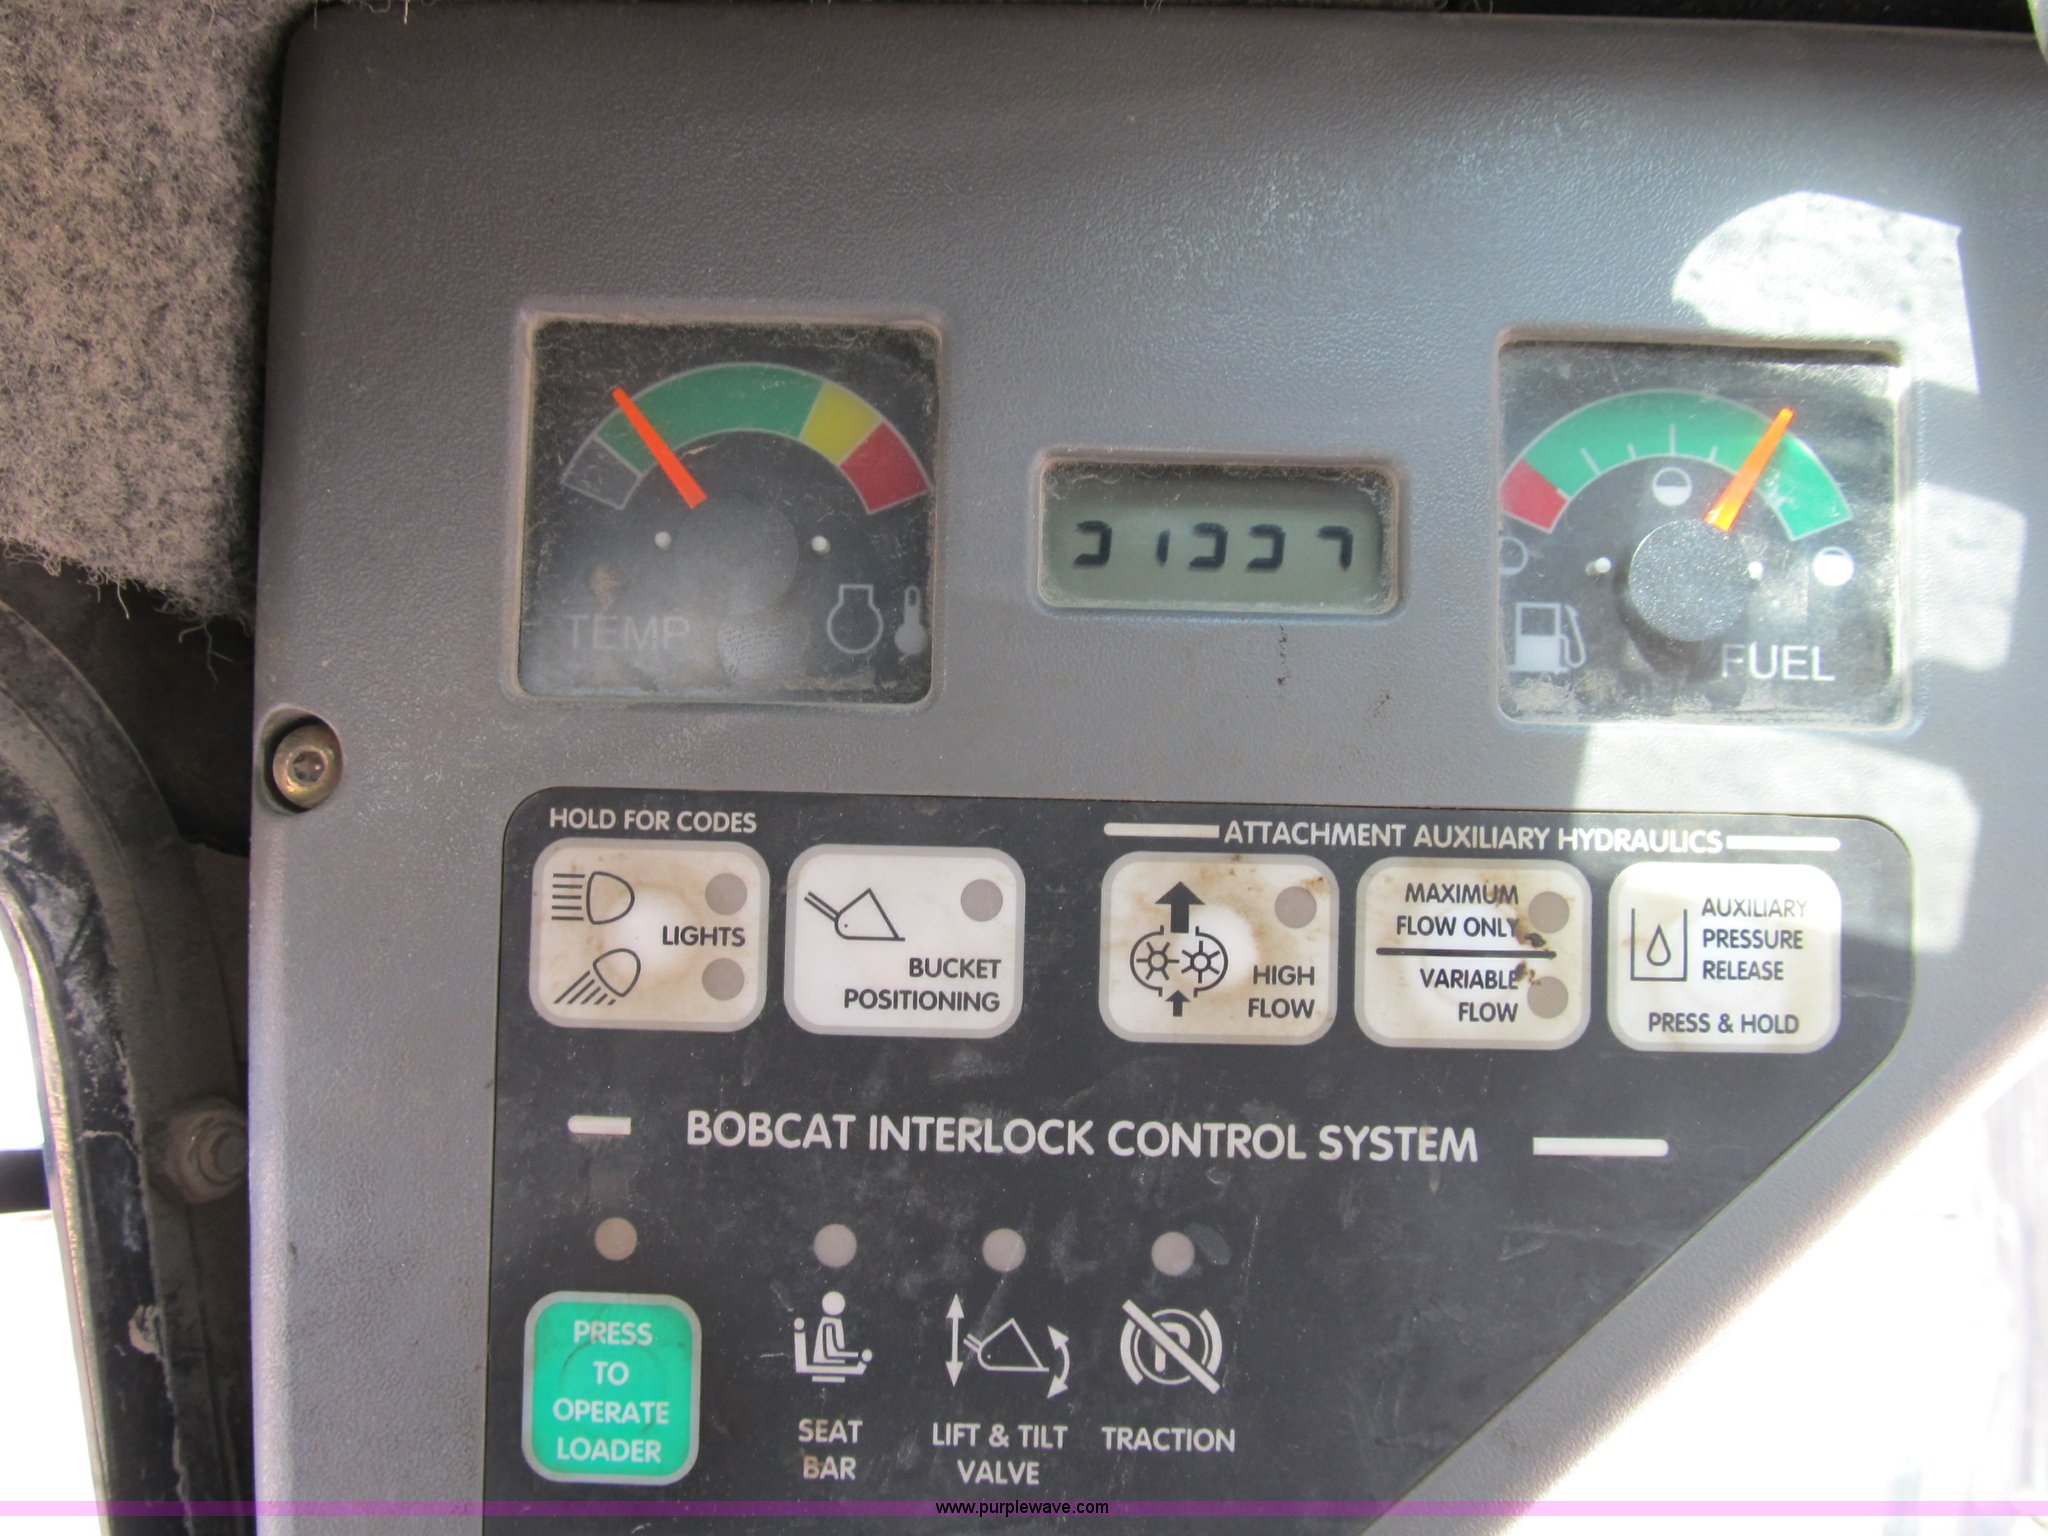 TEMP
31337
FUEL
HOLD FOR CODES
LIGHTS
BUCKET
POSITIONING
ATTACHMENT AUXILIARY HYDRAULICS
HIGH
FLOW
MAXIMUM
FLOW ONLY
VARIABLE
FLOW
AUXILIARY
PRESSURE
RELEASE
PRESS & HOLD
BOBCAT INTERLOCK CONTROL SYSTEM
PRESS
TO
OPERATE
LOADER
SEAT
BAR
LIFT & TILT
VALVE
P
TRACTION
www.purplewave.com